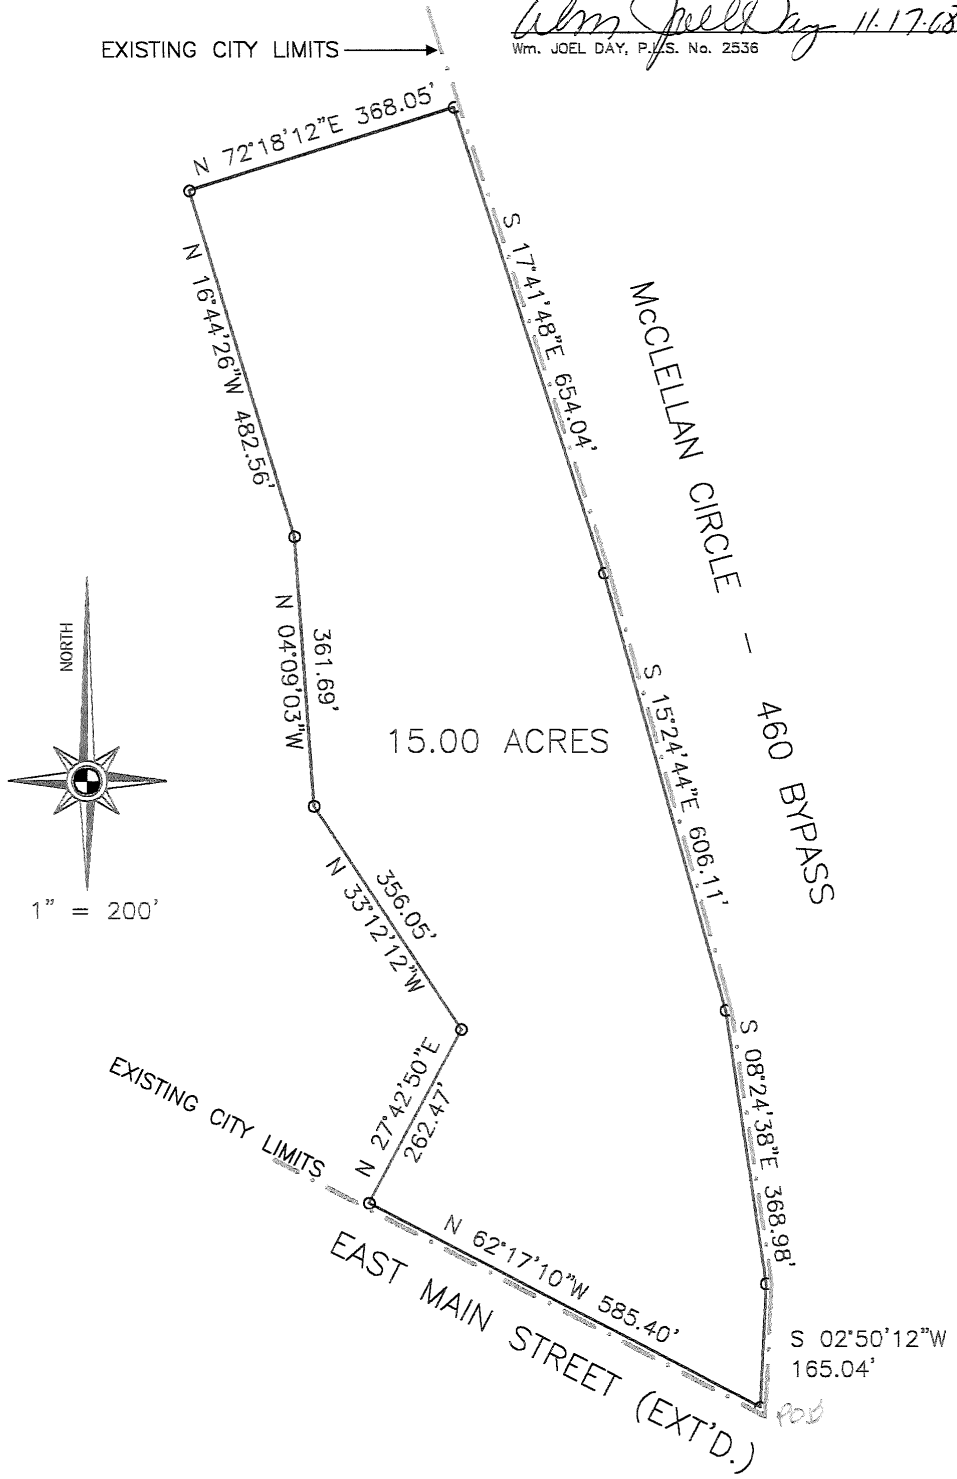 Wm Joel Day 11-17-08
Wm. JOEL DAY, P.L.S. No. 2536
EXISTING CITY LIMITS
N 72°18'12"E 368.05'
S 17°41'48"E 654.04'
N 16°44'26"W 482.56'
McCLELLAN CIRCLE – 460 BYPASS
N 04°09'03"W
361.69'
NORTH
15.00 ACRES
S 15°24'44"E 606.11'
1" = 200'
356.05'
N 33°12'12"W
S 08°24'38"E 368.98'
N 27°42'50"E
262.47'
EXISTING CITY LIMITS
N 62°17'10"W 585.40'
EAST MAIN STREET (EXT'D.)
S 02°50'12"W
165.04'
POB